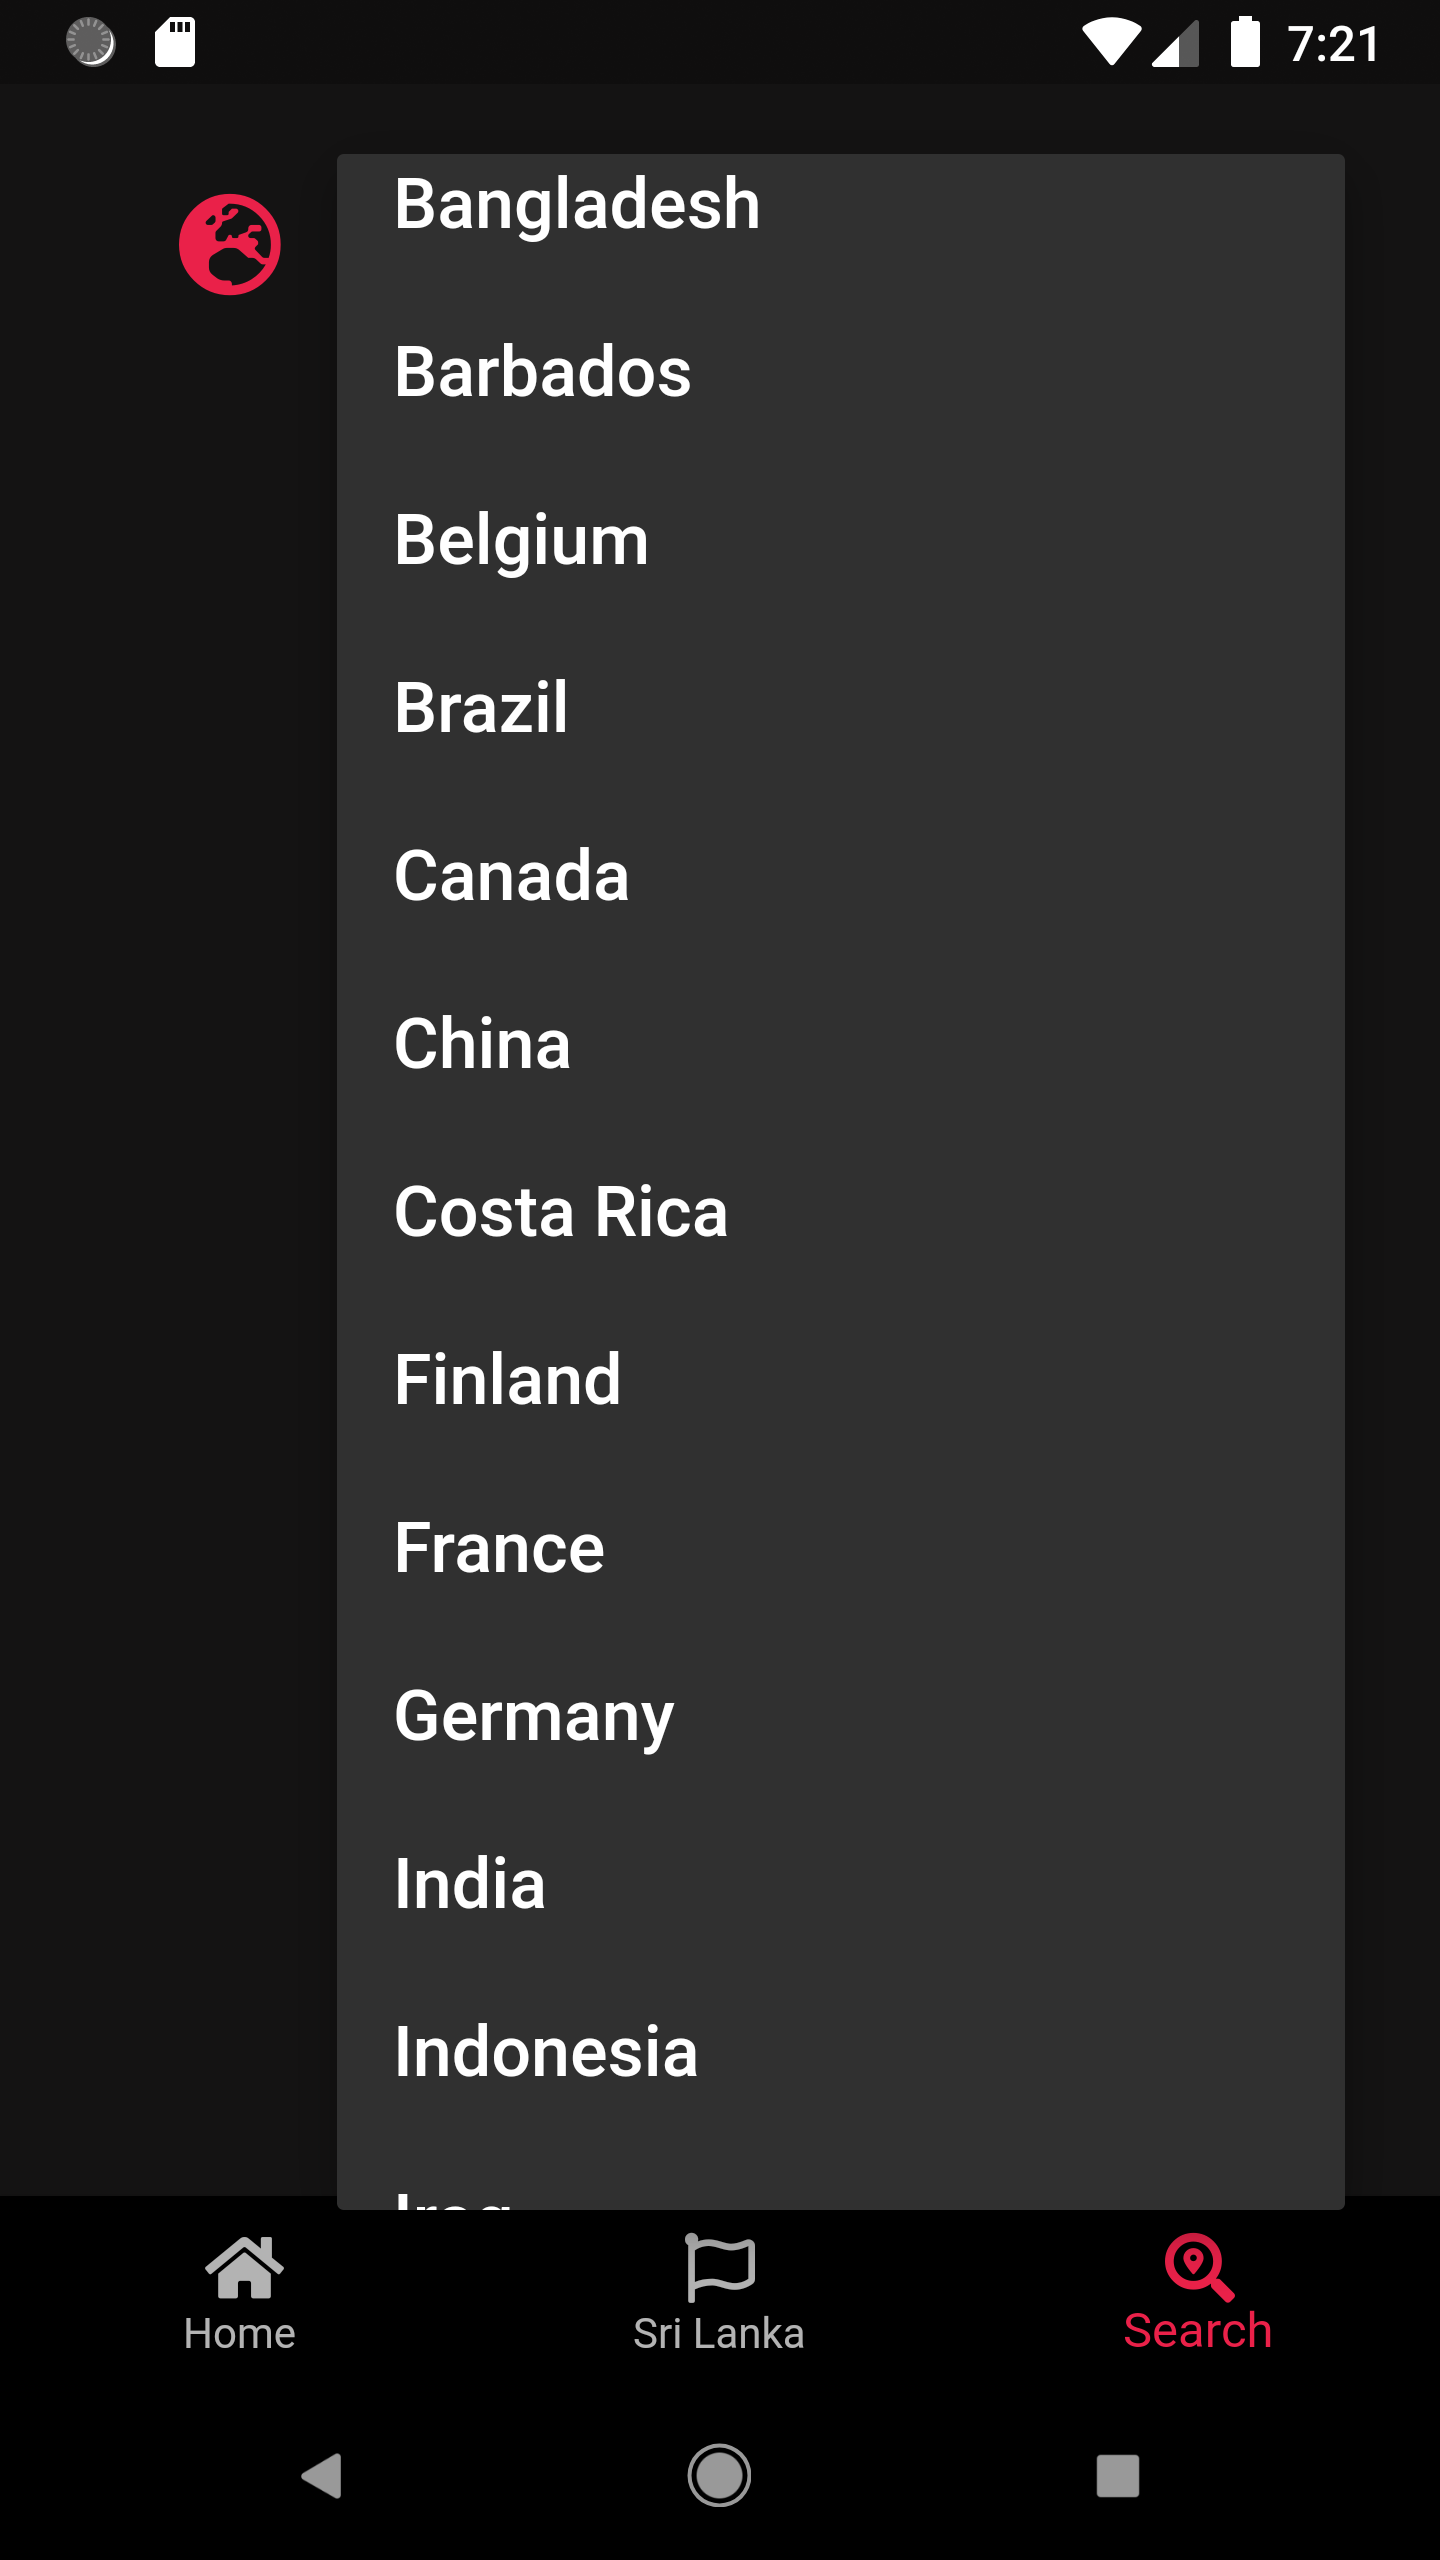 7:21
Bangladesh
Barbados
Belgium
Brazil
Canada
China
Costa Rica
Finland
France
Germany
India
Indonesia
Iraq
Home
Sri Lanka
Search